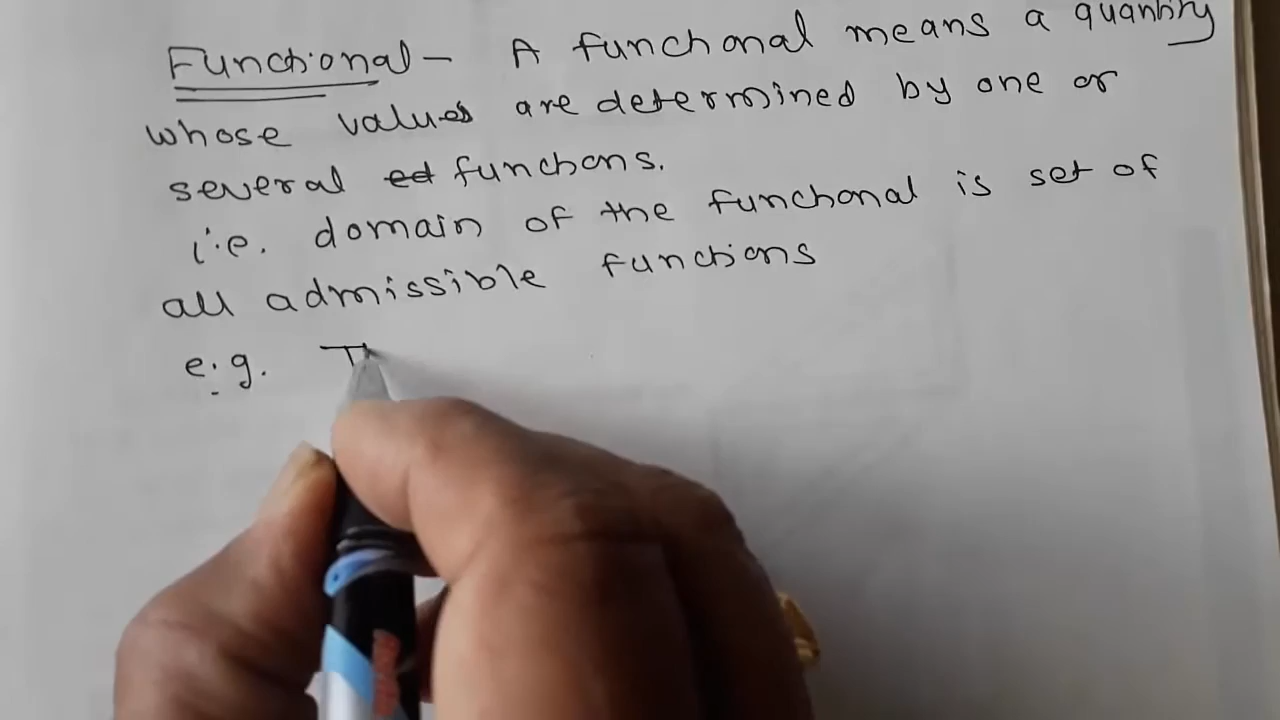 Functional - A functional means a quantity
whose values are determined by one or
several functions.
i.e. domain of the functional is set of
all admissible functions
e.g. Th